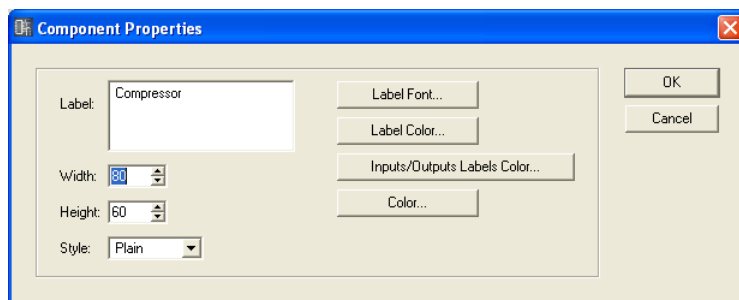 Component Properties
Label:
Compressor
Label Font...
Label Color...
Inputs/Outputs Labels Color...
Color...
Width:
80
Height:
60
Style:
Plain
OK
Cancel